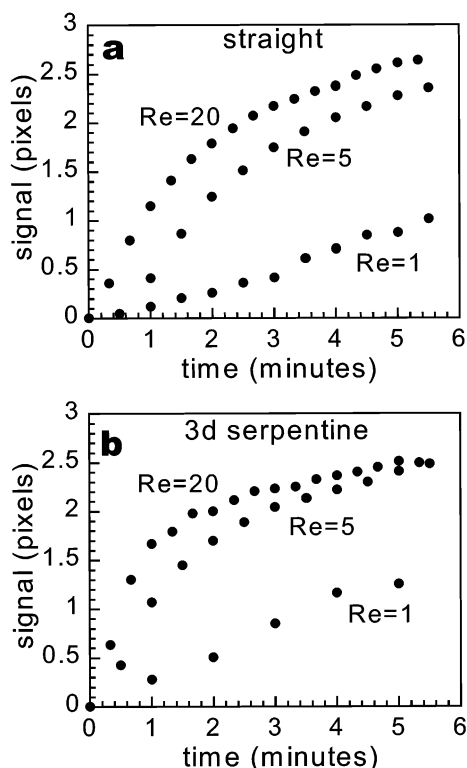 a
straight
3
2.5
2
1.5
1
0.5
0
signal (pixels)
Re=20
Re=5
Re=1
0 1 2 3 4 5 6
time (minutes)
b
3d serpentine
3
2.5
2
1.5
1
0.5
0
signal (pixels)
Re=20
Re=5
Re=1
0 1 2 3 4 5 6
time (minutes)